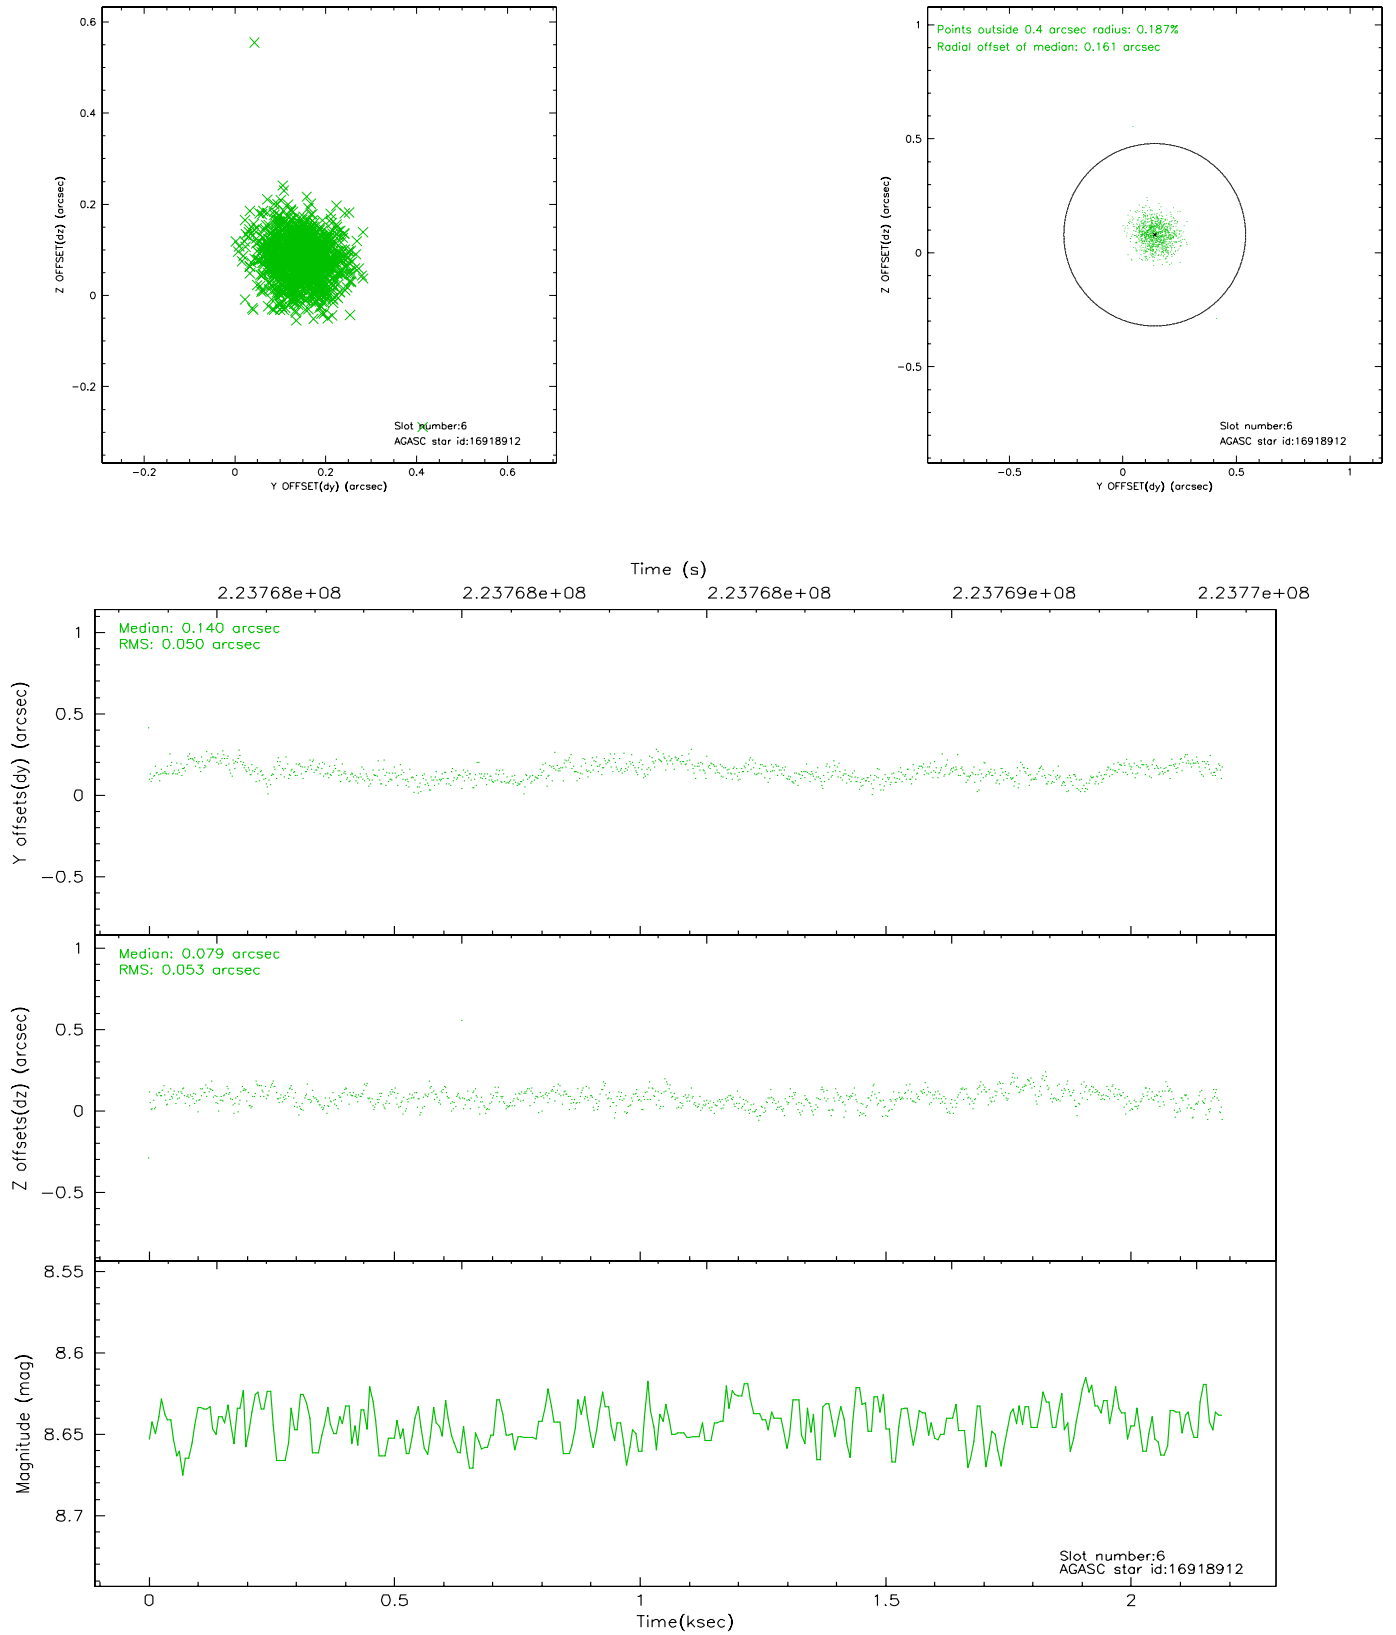 0.6
0.4
0.2
0
−0.2
Z OFFSET(dz) (arcsec)
Slot number:6
AGASC star id:16918912
−0.2 0 0.2 0.4 0.6
Y OFFSET(dy) (arcsec)
Points outside 0.4 arcsec radius: 0.187%
Radial offset of median: 0.161 arcsec
1
0.5
0
−0.5
Z OFFSET(dz) (arcsec)
Slot number:6
AGASC star id:16918912
−0.5 0 0.5 1
Y OFFSET(dy) (arcsec)
Time (s)
2.23768e+08 2.23768e+08 2.23768e+08 2.23769e+08 2.2377e+08
Median: 0.140 arcsec
RMS: 0.050 arcsec
1
0.5
0
−0.5
Y offsets(dy) (arcsec)
Median: 0.079 arcsec
RMS: 0.053 arcsec
1
0.5
0
−0.5
Z offsets(dz) (arcsec)
8.55
8.6
8.65
8.7
Magnitude (mag)
Slot number:6
AGASC star id:16918912
0 0.5 1 1.5 2
Time(ksec)